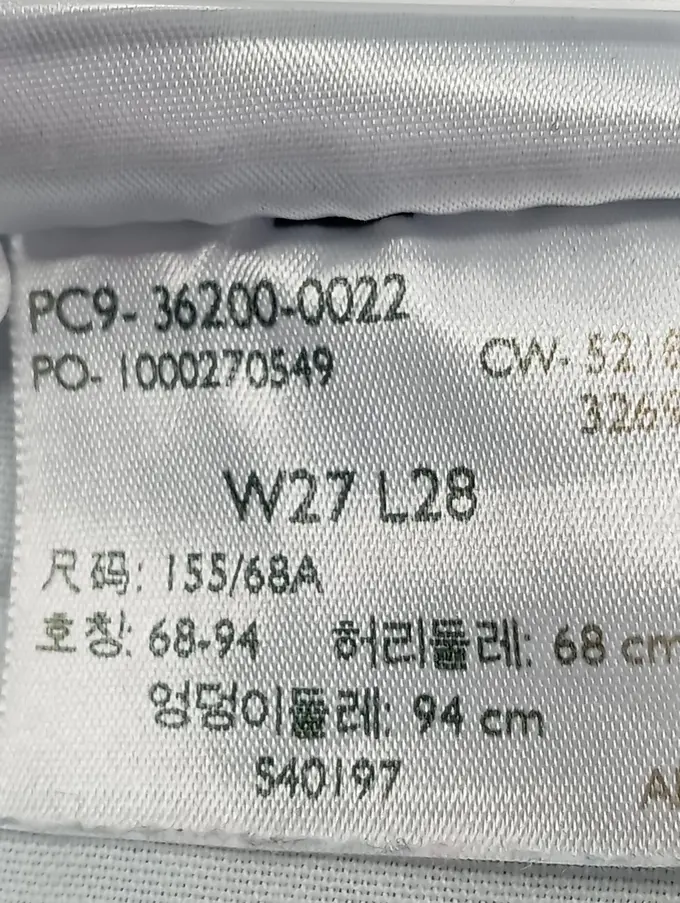 PC9- 36200-0022
PO- 1000270549 CW-
W27 L28
尺码: 155/68A
호칭: 68-94 허리둘레: 68 cm
엉덩이둘레: 94 cm
S40197